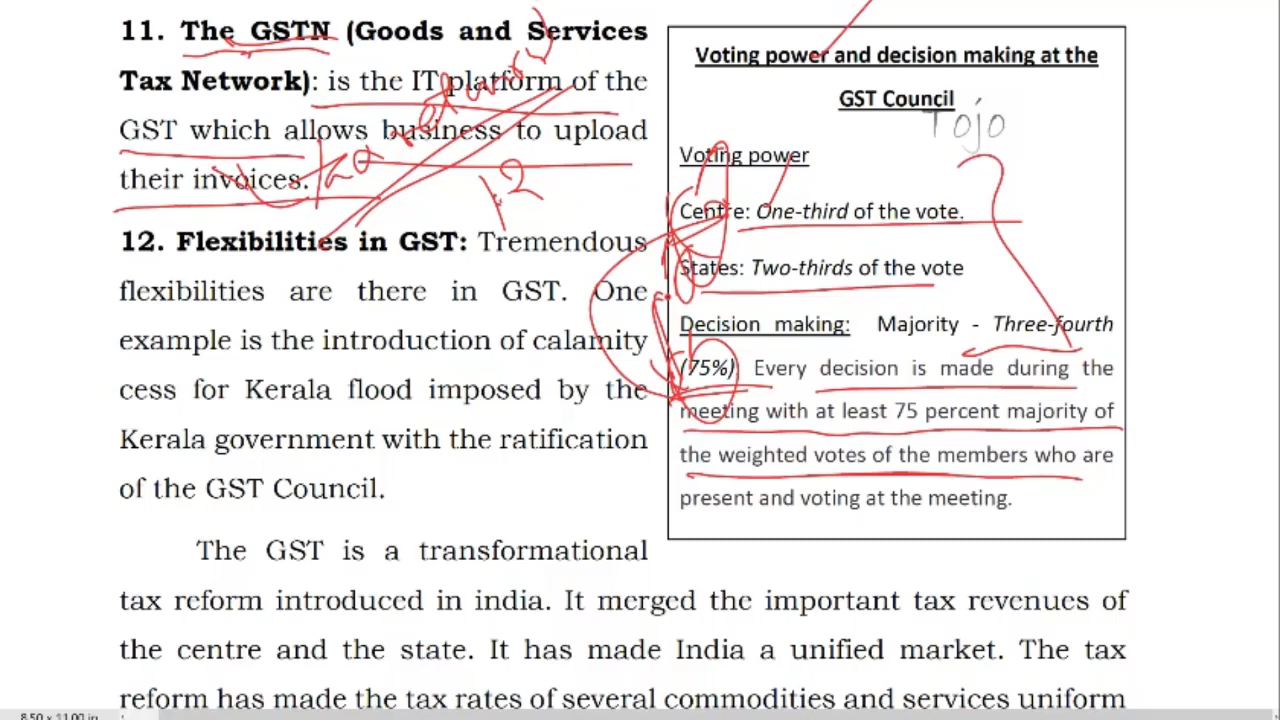 11. The GSTN (Goods and Services
Tax Network): is the IT platform of the
GST which allows business to upload
their invoices.
12. Flexibilities in GST: Tremendous
flexibilities are there in GST. One
example is the introduction of calamity
cess for Kerala flood imposed by the
Kerala government with the ratification
of the GST Council.
Voting power and decision making at the
GST Council
Tojo
Voting power
Centre: One-third of the vote.
States: Two-thirds of the vote
Decision making: Majority - Three-fourth
(75%) Every decision is made during the
meeting with at least 75 percent majority of
the weighted votes of the members who are
present and voting at the meeting.
The GST is a transformational
tax reform introduced in india. It merged the important tax revenues of
the centre and the state. It has made India a unified market. The tax
reform has made the tax rates of several commodities and services uniform
8.50 x 11.00 in